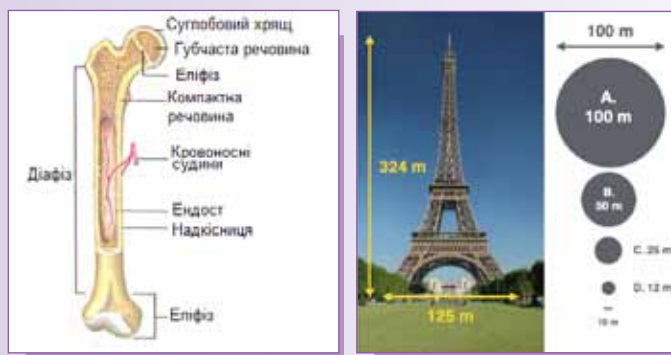 Суглобовий хрящ
Губчаста речовина
Епіфіз
Компактна
речовина
Кровоносні
судини
Діафіз
Ендост
Надкісниця
Епіфіз
324 m
125 m
100 m
A.
100 m
B.
50 m
C. 25 m
D. 12 m
10 m